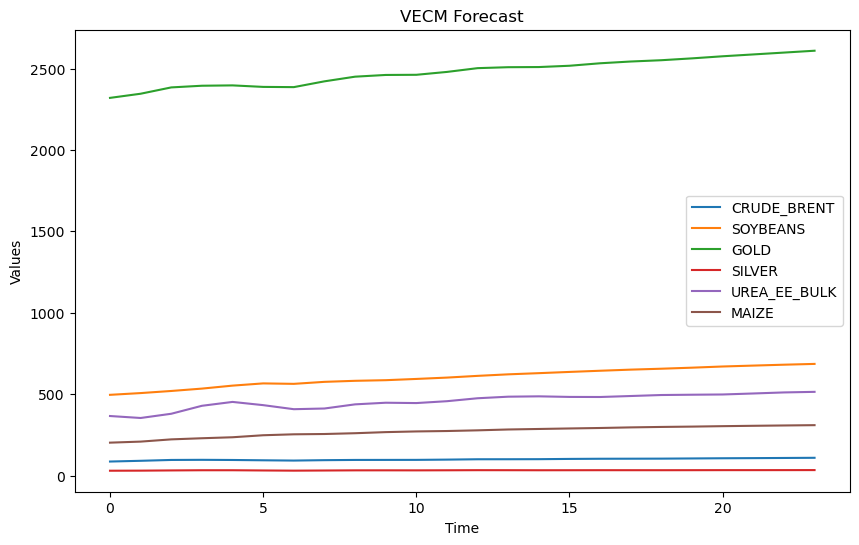 VECM Forecast
Values
2500
2000
1500
1000
500
0
CRUDE_BRENT
SOYBEANS
GOLD
SILVER
UREA_EE_BULK
MAIZE
0 5 10 15 20
Time